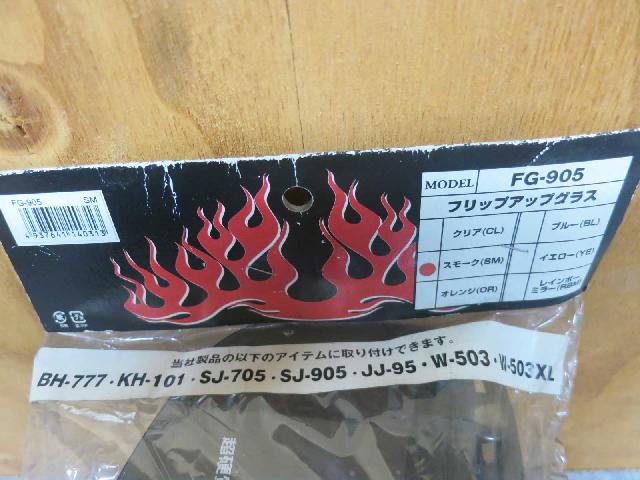 FG-905 SM
MODEL FG-905
フリップアップグラス
クリア(CL) ブルー(BL)
スモーク(SM) イエロー(YE)
オレンジ(OR) レインボーミラー(RBM)
当社製品の以下のアイテムに取り付けできます。
BH-777・KH-101・SJ-705・SJ-905・JJ-95・W-503・W-503XL